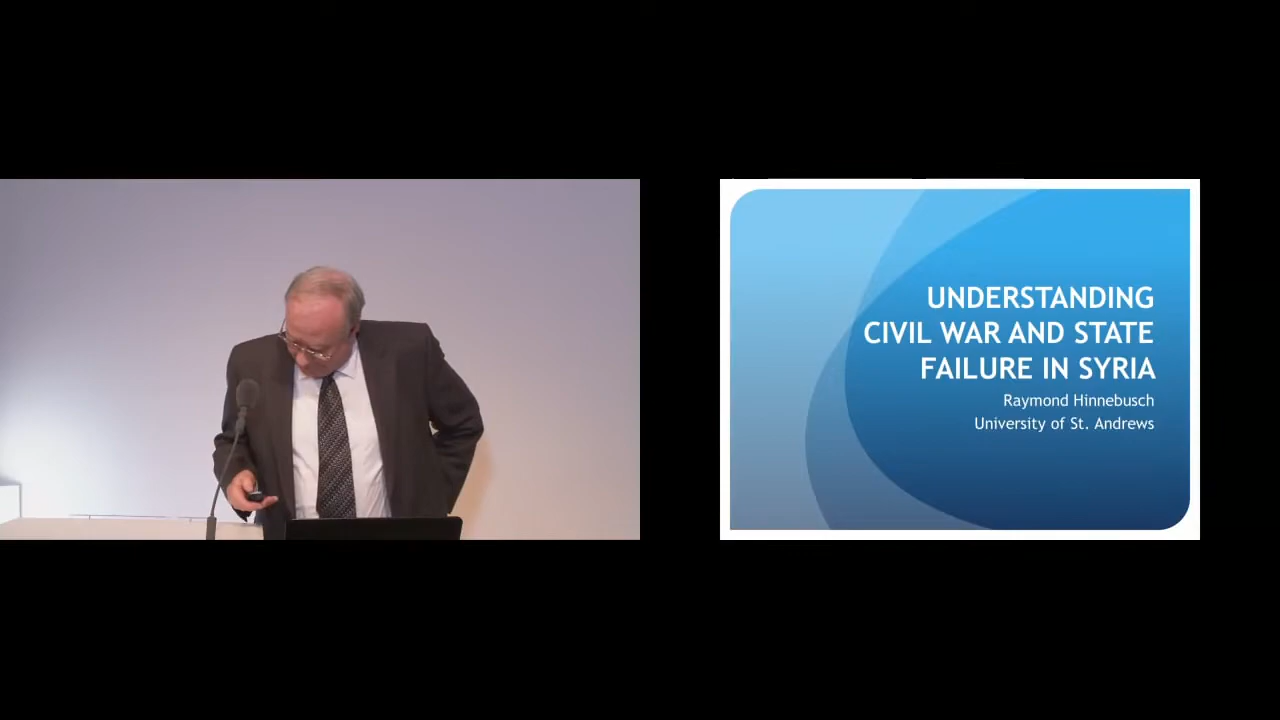 UNDERSTANDING
CIVIL WAR AND STATE
FAILURE IN SYRIA
Raymond Hinnebusch
University of St. Andrews